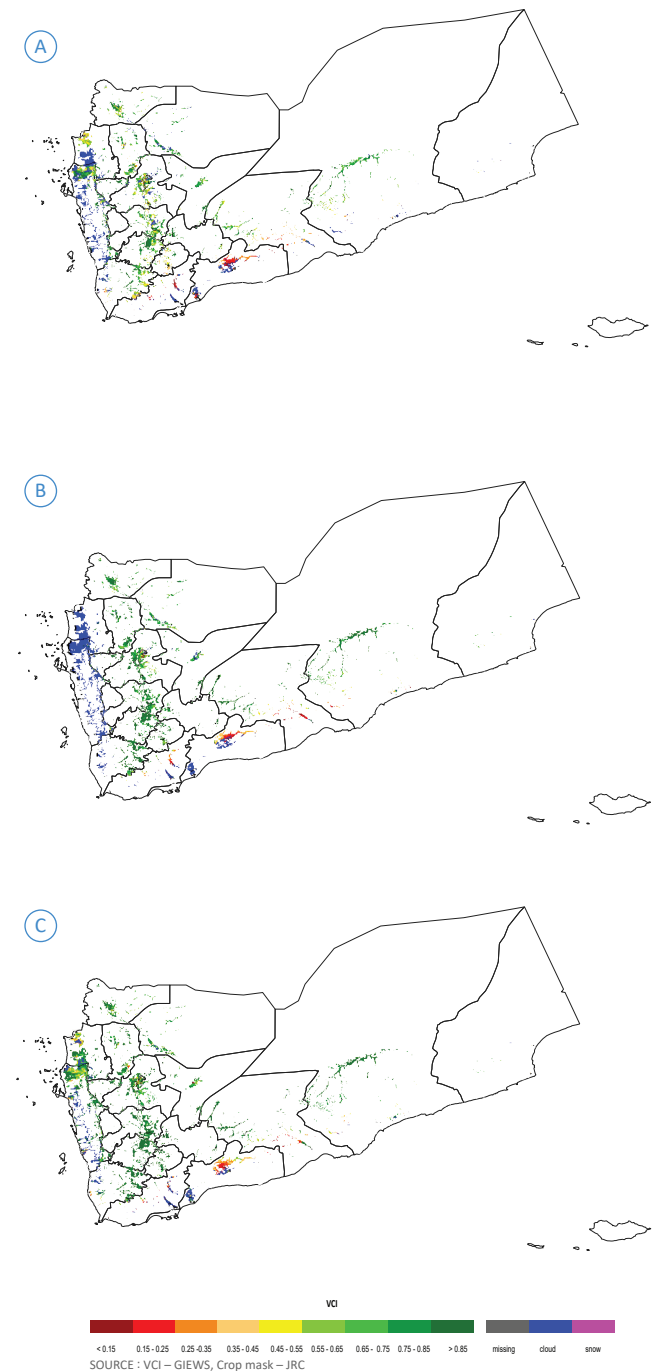 A
B
C
VCI
< 0.15 0.15 - 0.25 0.25 -0.35 0.35 - 0.45 0.45 - 0.55 0.55 - 0.65 0.65 - 0.75 0.75 - 0.85 > 0.85 missing cloud snow
SOURCE : VCI – GIEWS, Crop mask – JRC